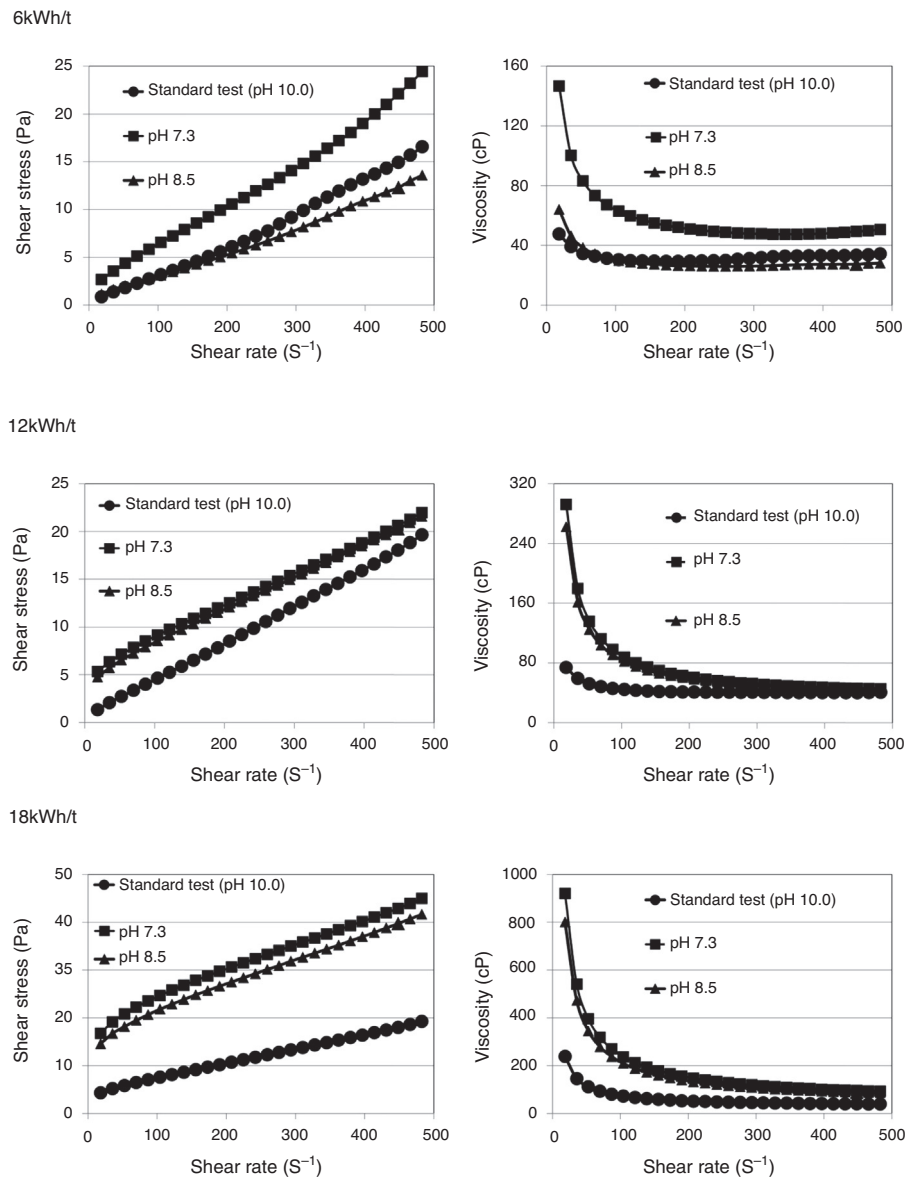 6kWh/t
25
20
15
10
5
0
0 100 200 300 400 500
Shear stress (Pa)
Shear rate (S⁻¹)
Standard test (pH 10.0)
pH 7.3
pH 8.5
160
120
80
40
0
0 100 200 300 400 500
Viscosity (cP)
Shear rate (S⁻¹)
Standard test (pH 10.0)
pH 7.3
pH 8.5
12kWh/t
25
20
15
10
5
0
0 100 200 300 400 500
Shear stress (Pa)
Shear rate (S⁻¹)
Standard test (pH 10.0)
pH 7.3
pH 8.5
320
240
160
80
0
0 100 200 300 400 500
Viscosity (cP)
Shear rate (S⁻¹)
Standard test (pH 10.0)
pH 7.3
pH 8.5
18kWh/t
50
40
35
20
10
0
0 100 200 300 400 500
Shear stress (Pa)
Shear rate (S⁻¹)
Standard test (pH 10.0)
pH 7.3
pH 8.5
1000
800
600
400
200
0
0 100 200 300 400 500
Viscosity (cP)
Shear rate (S⁻¹)
Standard test (pH 10.0)
pH 7.3
pH 8.5